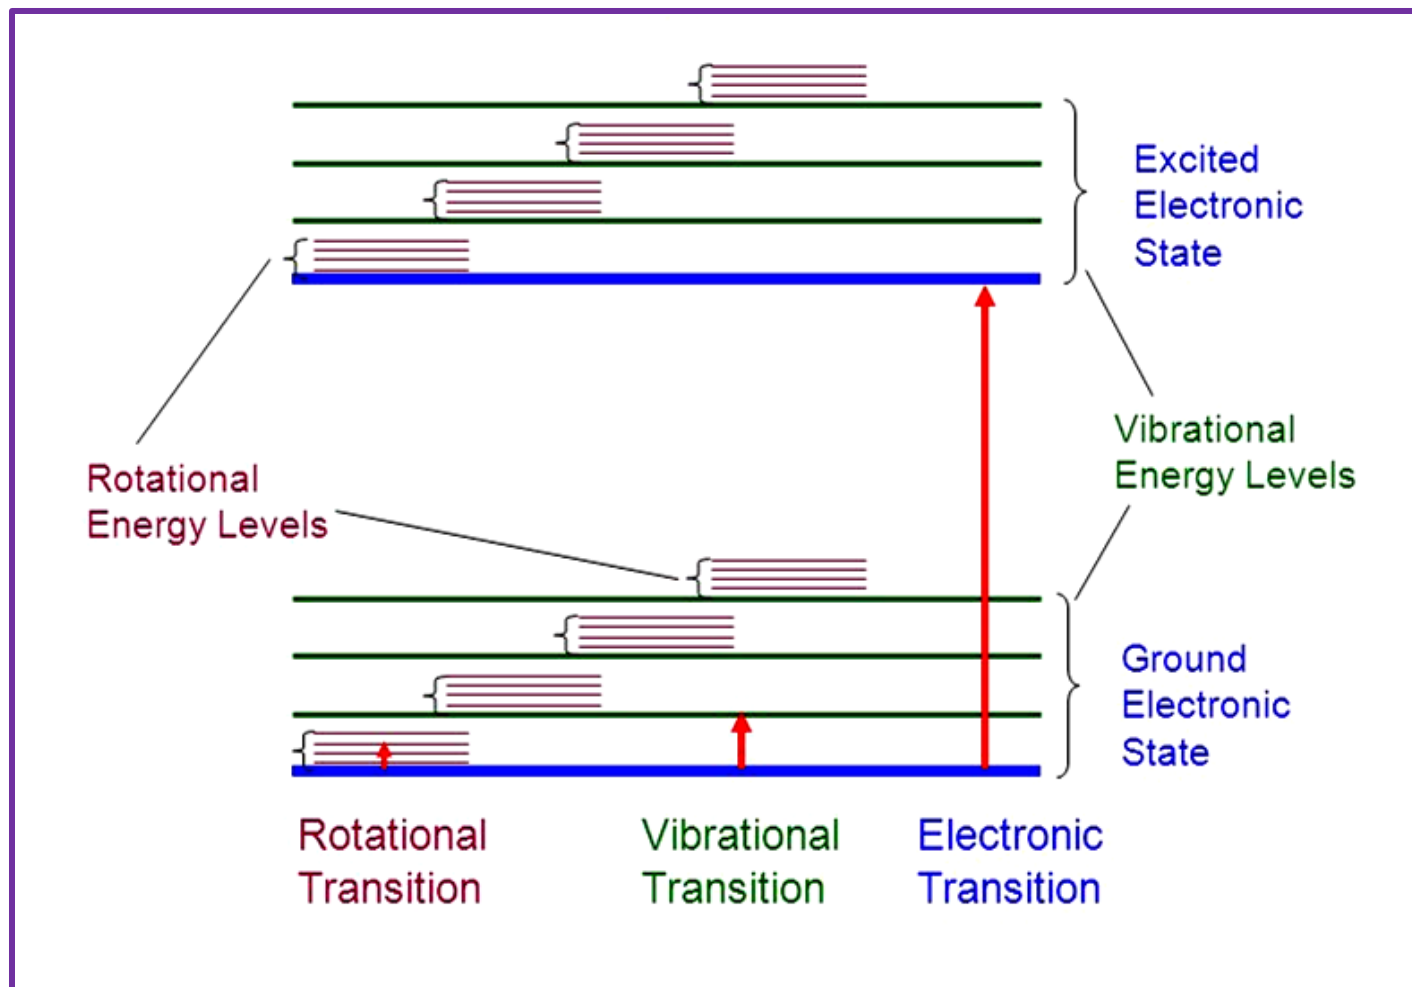 Excited
Electronic
State
Vibrational
Energy Levels
Rotational
Energy Levels
Ground
Electronic
State
Rotational
Transition
Vibrational
Transition
Electronic
Transition